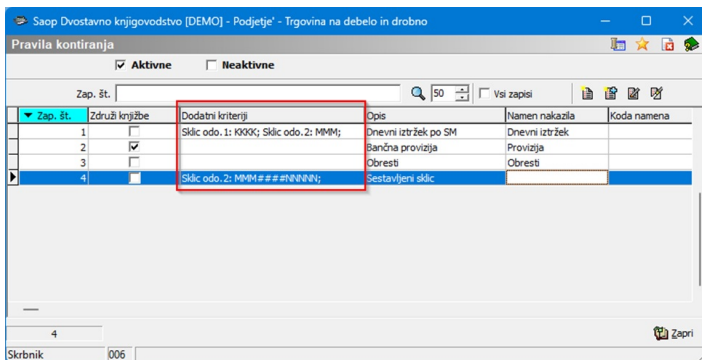 Saop Dvostavno knjigovodstvo [DEMO] - Podjetje' - Trgovina na debelo in drobno
Pravila kontiranja
Aktivne Neaktivne
Zap. št. 50 Vsi zapisi
Zap. št. Združi knjižbe Dodatni kriteriji Opis Namen nakazila Koda namena
1 Sklic odo.1: KKKK; Sklic odo.2: MMM; Dnevni iztržek po SM Dnevni iztržek
2 Bančna provizija Provizija
3 Obresti Obresti
4 Sklic odo.2: MMM####NNNNN; Sestavljeni sklic
4 Zapri
Skrbnik 006